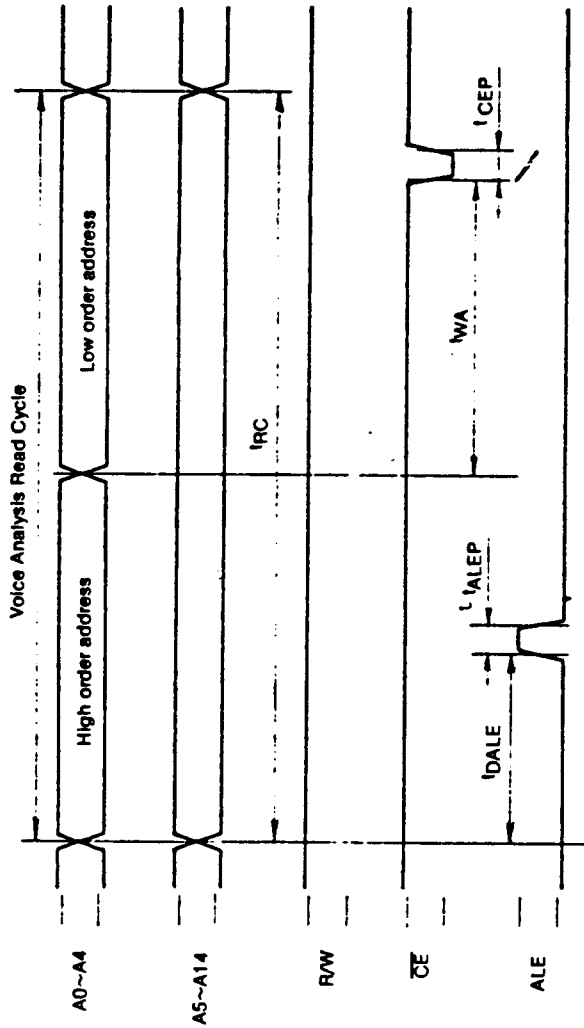 Voice Analysis Read Cycle
A0~A4
High order address
Low order address
A5~A14
tRC
R/W
C̅E̅
tWA
tCEP
ALE
tDALE
tALEP